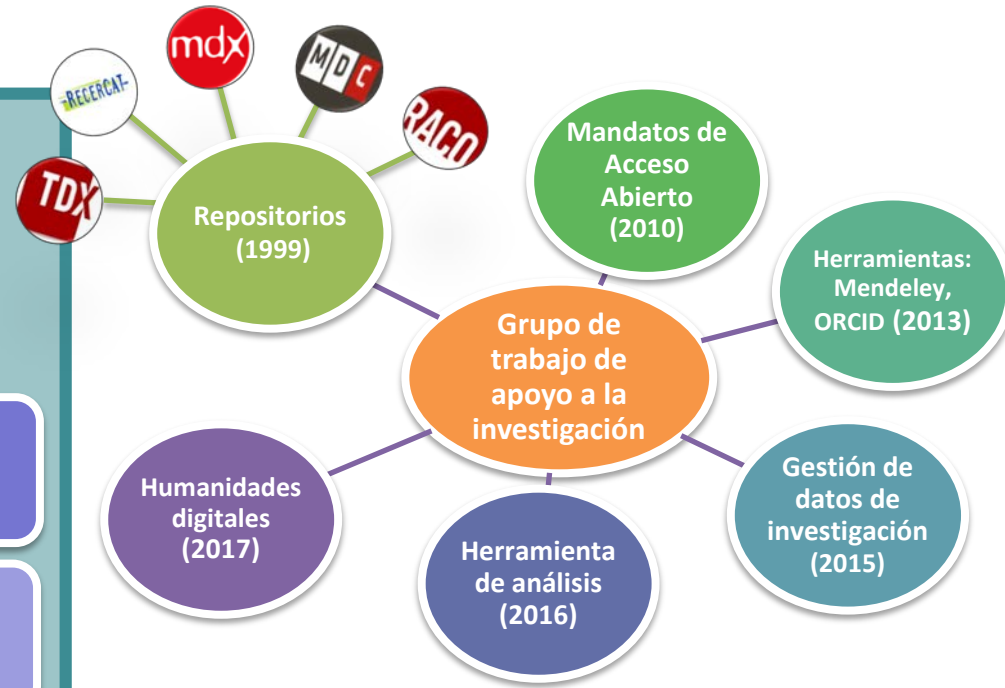 mdx
MDC
-RECERCAT-
RACO
TDX
Repositorios
(1999)
Mandatos de
Acceso
Abierto
(2010)
Herramientas:
Mendeley,
ORCID (2013)
Grupo de
trabajo de
apoyo a la
investigación
Gestión de
datos de
investigación
(2015)
Herramienta
de análisis
(2016)
Humanidades
digitales
(2017)